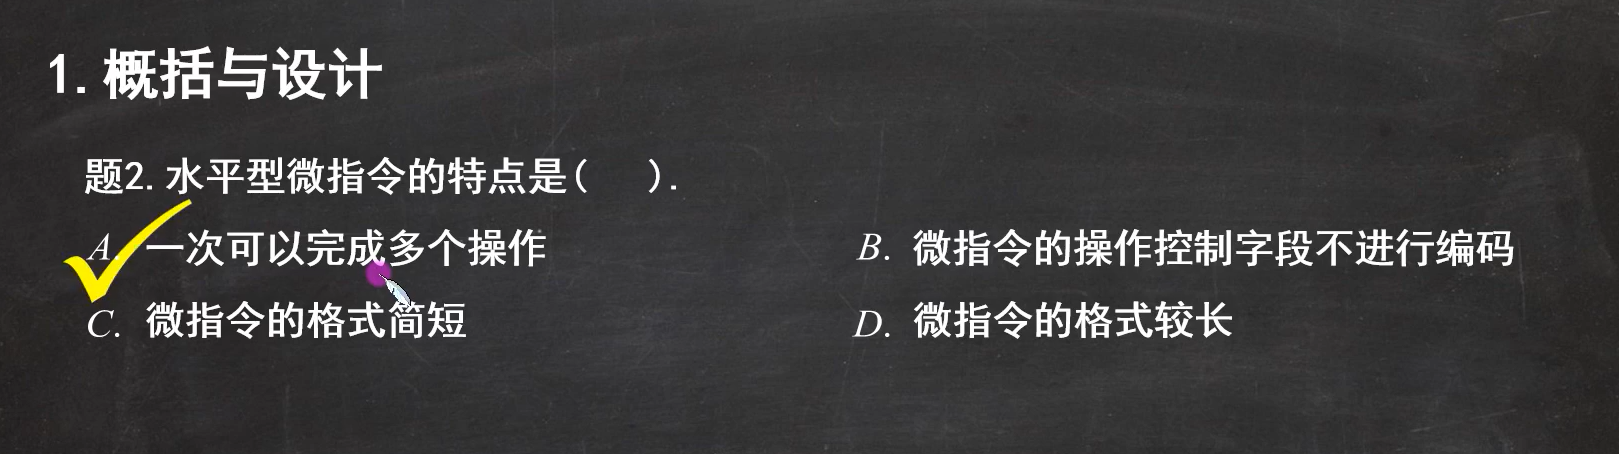 1.概括与设计
题2.水平型微指令的特点是( ).
A. 一次可以完成多个操作 B. 微指令的操作控制字段不进行编码
C. 微指令的格式简短 D. 微指令的格式较长